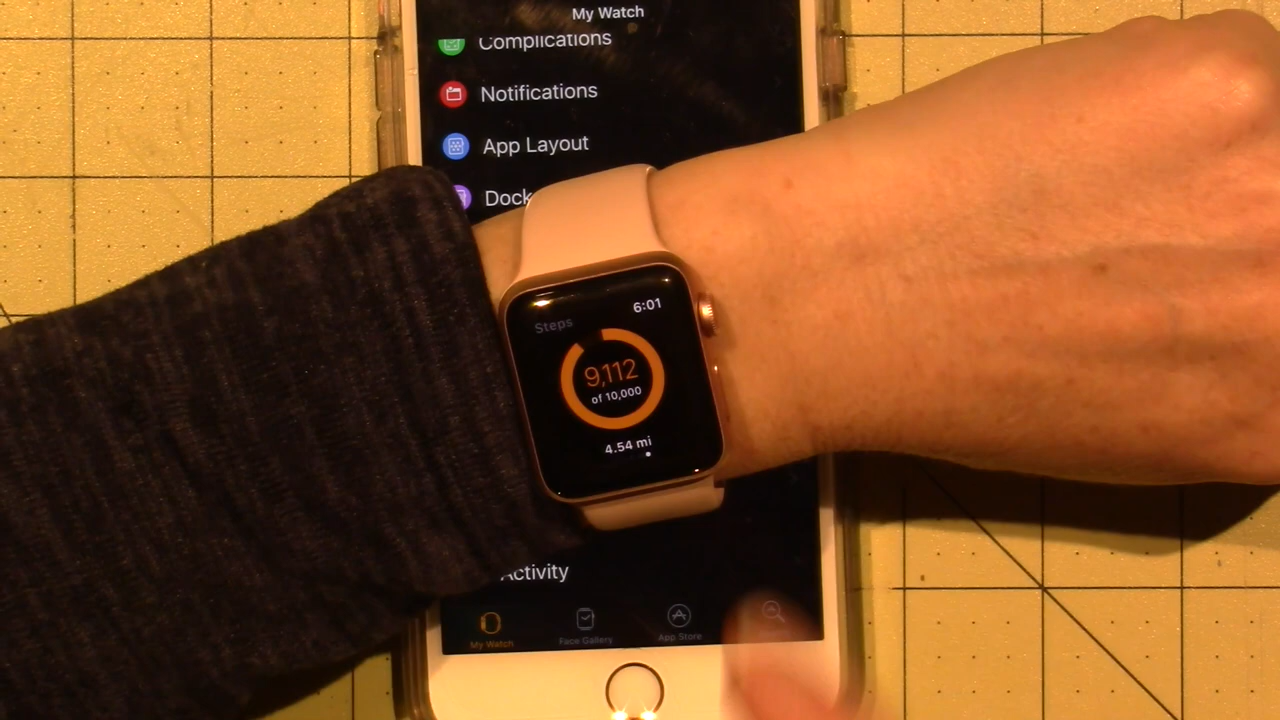 My Watch
Complications
Notifications
App Layout
Dock
6:01
Steps
9,112
of 10,000
4.54 mi
Activity
My Watch
Face Gallery
App Store